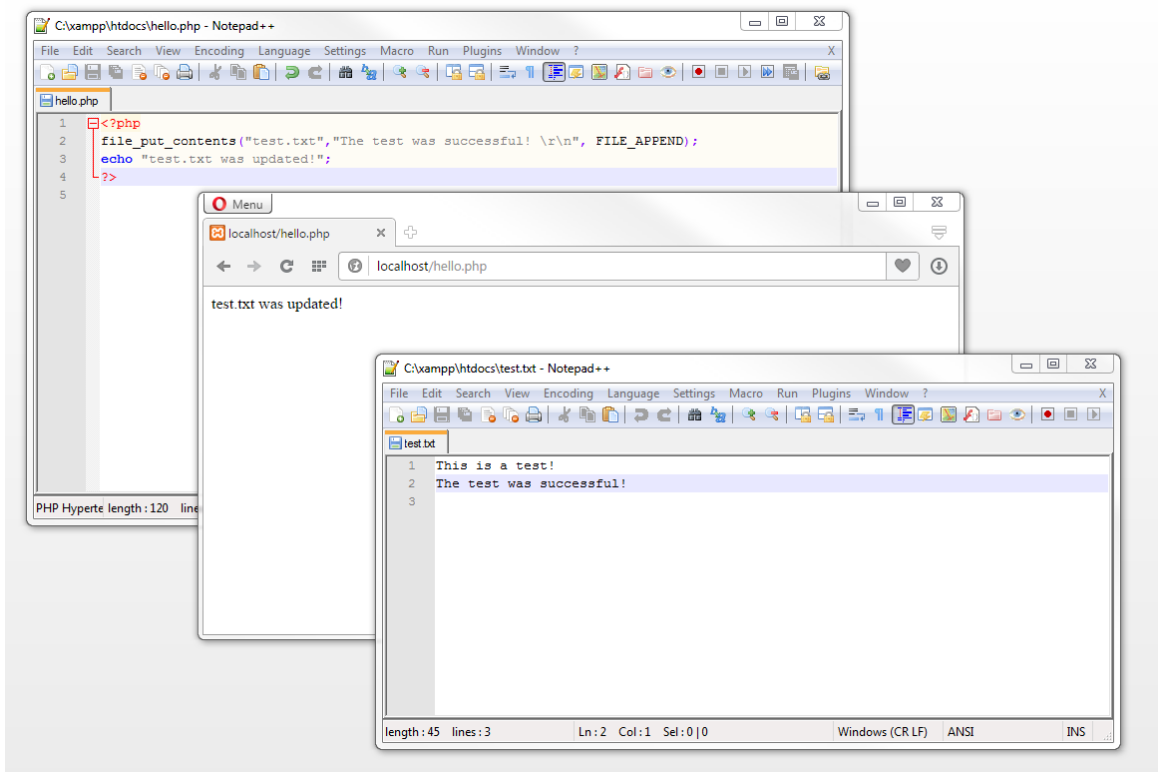 C:\xampp\htdocs\hello.php - Notepad++
File Edit Search View Encoding Language Settings Macro Run Plugins Window ? X
hello.php
1 <?php
2 file_put_contents("test.txt","The test was successful! \r\n", FILE_APPEND);
3 echo "test.txt was updated!";
4 ?>
5
PHP Hyperte length : 120 line
Menu
localhost/hello.php
localhost/hello.php
test.txt was updated!
C:\xampp\htdocs\test.txt - Notepad++
File Edit Search View Encoding Language Settings Macro Run Plugins Window ? X
test.txt
1 This is a test!
2 The test was successful!
3
length : 45 lines : 3 Ln : 2 Col : 1 Sel : 0 | 0 Windows (CR LF) ANSI INS